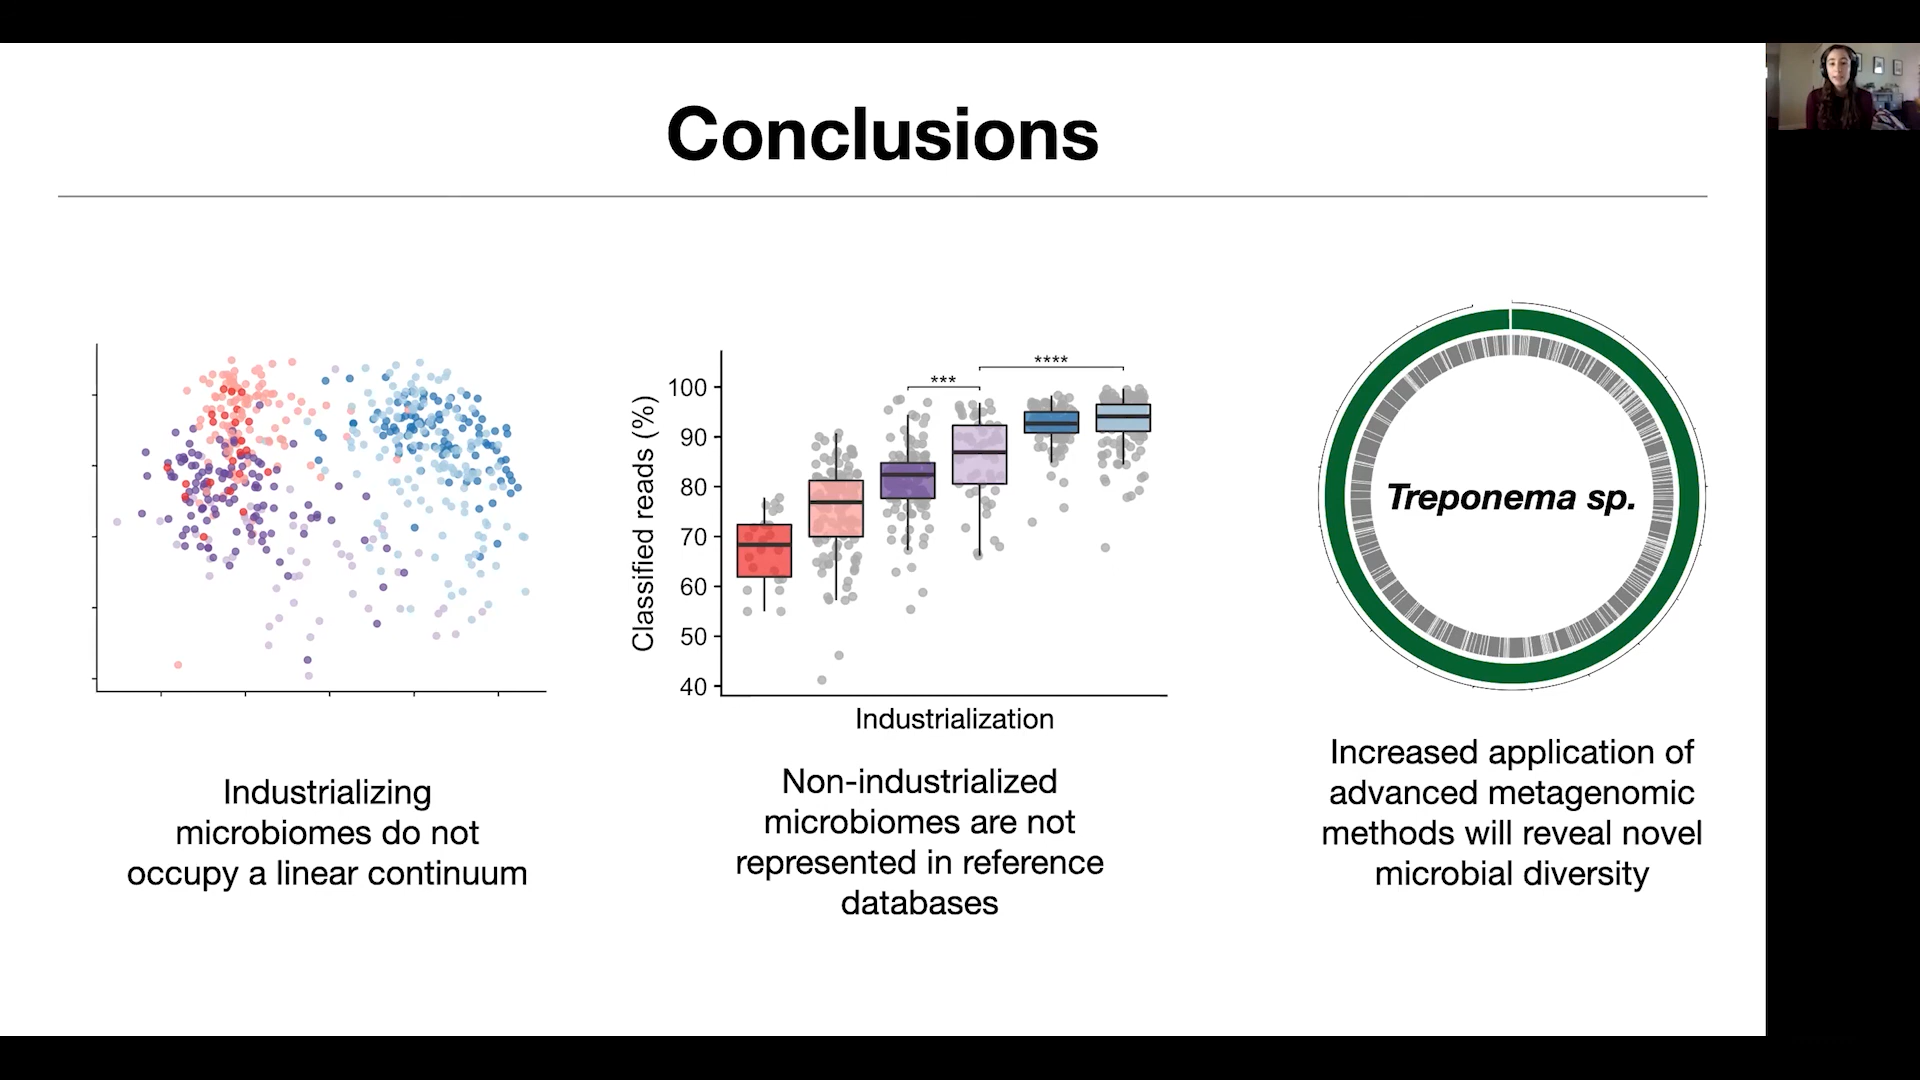 Conclusions
Industrializing
microbiomes do not
occupy a linear continuum
Classified reads (%)
100
90
80
70
60
50
40
***
****
Industrialization
Non-industrialized
microbiomes are not
represented in reference
databases
Treponema sp.
Increased application of
advanced metagenomic
methods will reveal novel
microbial diversity